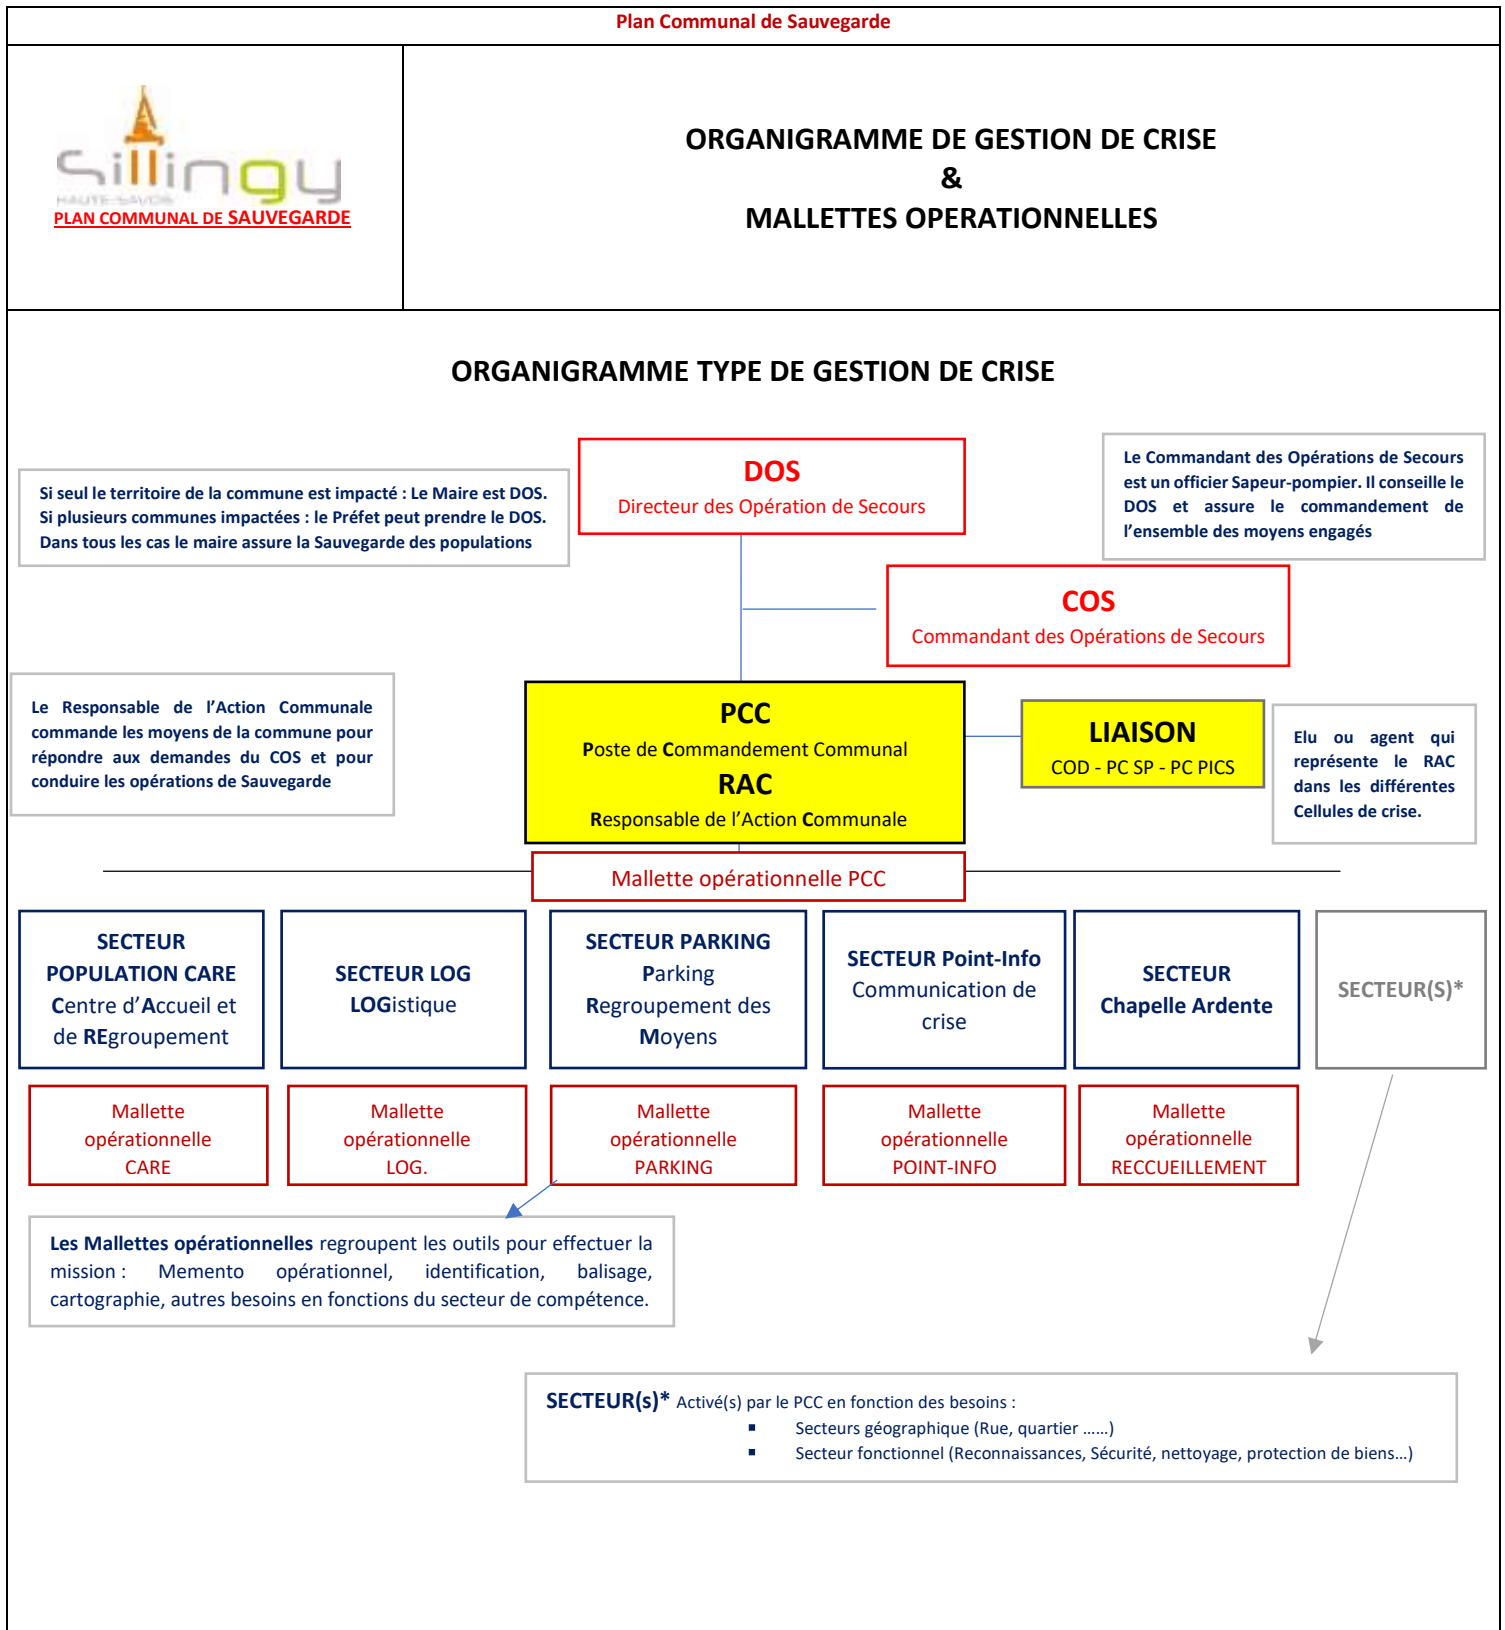 Plan Communal de Sauvegarde
Sillingy
HAUTE-SAVOIE
PLAN COMMUNAL DE SAUVEGARDE
ORGANIGRAMME DE GESTION DE CRISE
&
MALLETTES OPERATIONNELLES
ORGANIGRAMME TYPE DE GESTION DE CRISE
Si seul le territoire de la commune est impacté : Le Maire est DOS.
Si plusieurs communes impactées : le Préfet peut prendre le DOS.
Dans tous les cas le maire assure la Sauvegarde des populations
DOS
Directeur des Opération de Secours
Le Commandant des Opérations de Secours
est un officier Sapeur-pompier. Il conseille le
DOS et assure le commandement de
l’ensemble des moyens engagés
COS
Commandant des Opérations de Secours
Le Responsable de l’Action Communale
commande les moyens de la commune pour
répondre aux demandes du COS et pour
conduire les opérations de Sauvegarde
PCC
Poste de Commandement Communal
RAC
Responsable de l’Action Communale
LIAISON
COD - PC SP - PC PICS
Elu ou agent qui
représente le RAC
dans les différentes
Cellules de crise.
Mallette opérationnelle PCC
SECTEUR
POPULATION CARE
Centre d’Accueil et
de REgroupement
SECTEUR LOG
LOGistique
SECTEUR PARKING
Parking
Regroupement des
Moyens
SECTEUR Point-Info
Communication de
crise
SECTEUR
Chapelle Ardente
SECTEUR(S)*
Mallette
opérationnelle
CARE
Mallette
opérationnelle
LOG.
Mallette
opérationnelle
PARKING
Mallette
opérationnelle
POINT-INFO
Mallette
opérationnelle
RECCUEILLEMENT
Les Mallettes opérationnelles regroupent les outils pour effectuer la
mission : Memento opérationnel, identification, balisage,
cartographie, autres besoins en fonctions du secteur de compétence.
SECTEUR(s)* Activé(s) par le PCC en fonction des besoins :
▪ Secteurs géographique (Rue, quartier ……)
▪ Secteur fonctionnel (Reconnaissances, Sécurité, nettoyage, protection de biens…)